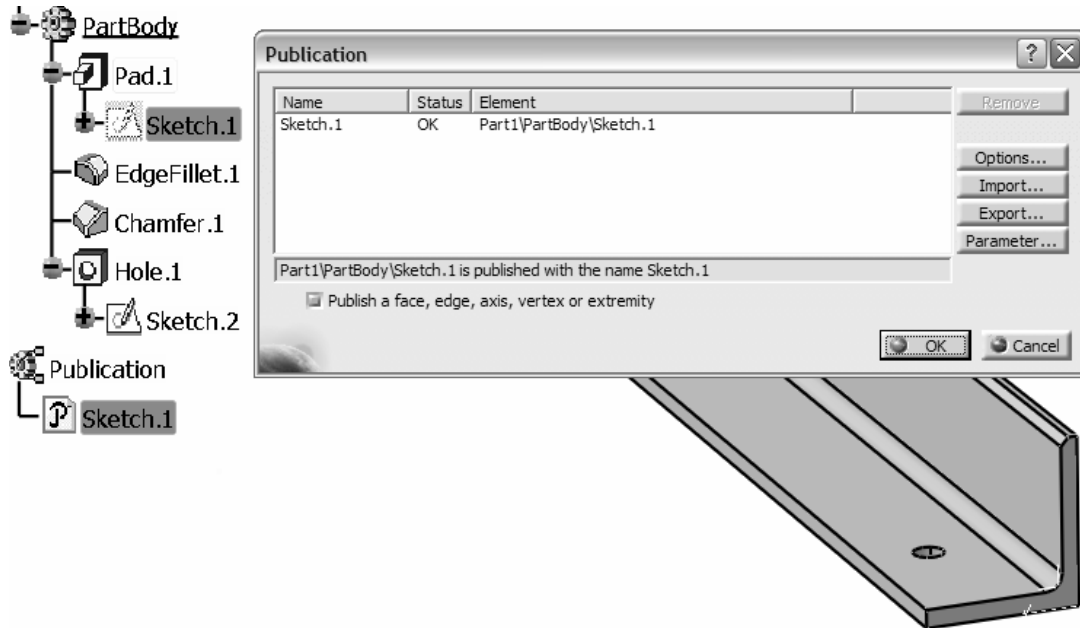 PartBody
Pad.1
Sketch.1
EdgeFillet.1
Chamfer.1
Hole.1
Sketch.2
Publication
Sketch.1
Publication
Name Status Element
Sketch.1 OK Part1\PartBody\Sketch.1
Remove
Options...
Import...
Export...
Parameter...
Part1\PartBody\Sketch.1 is published with the name Sketch.1
Publish a face, edge, axis, vertex or extremity
OK Cancel